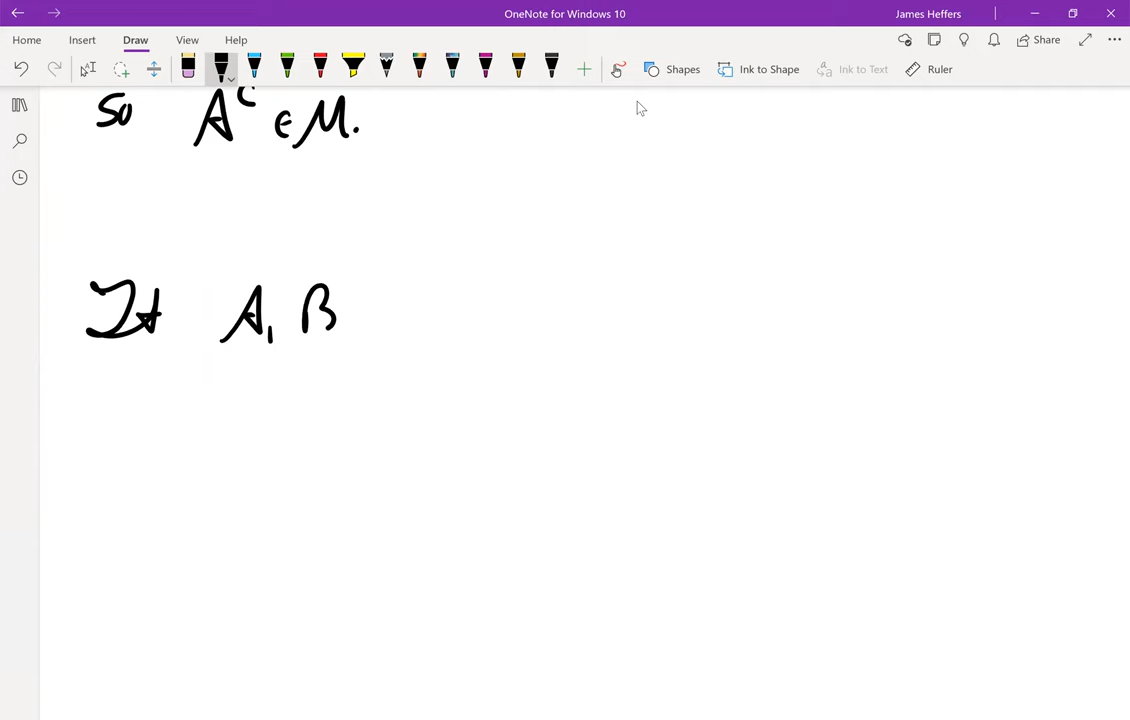 OneNote for Windows 10
James Heffers
Home Insert Draw View Help
Share
Shapes
Ink to Shape
Ink to Text
Ruler
So A^c ∈ M.
If A, B